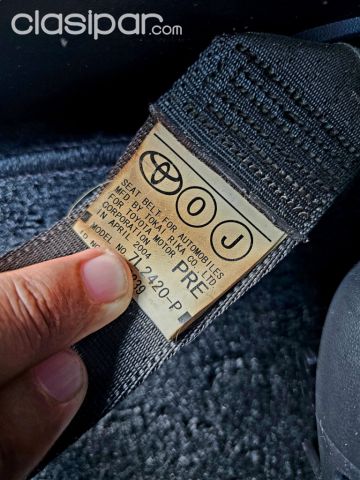 clasipar.com
O J
SEAT BELT FOR AUTOMOBILES
MFD BY TOKAI RIKA CO., LTD
FOR TOYOTA MOTOR
CORPORATION
IN APRIL 2004
PRE
MODEL NO. 7L2420-P
39